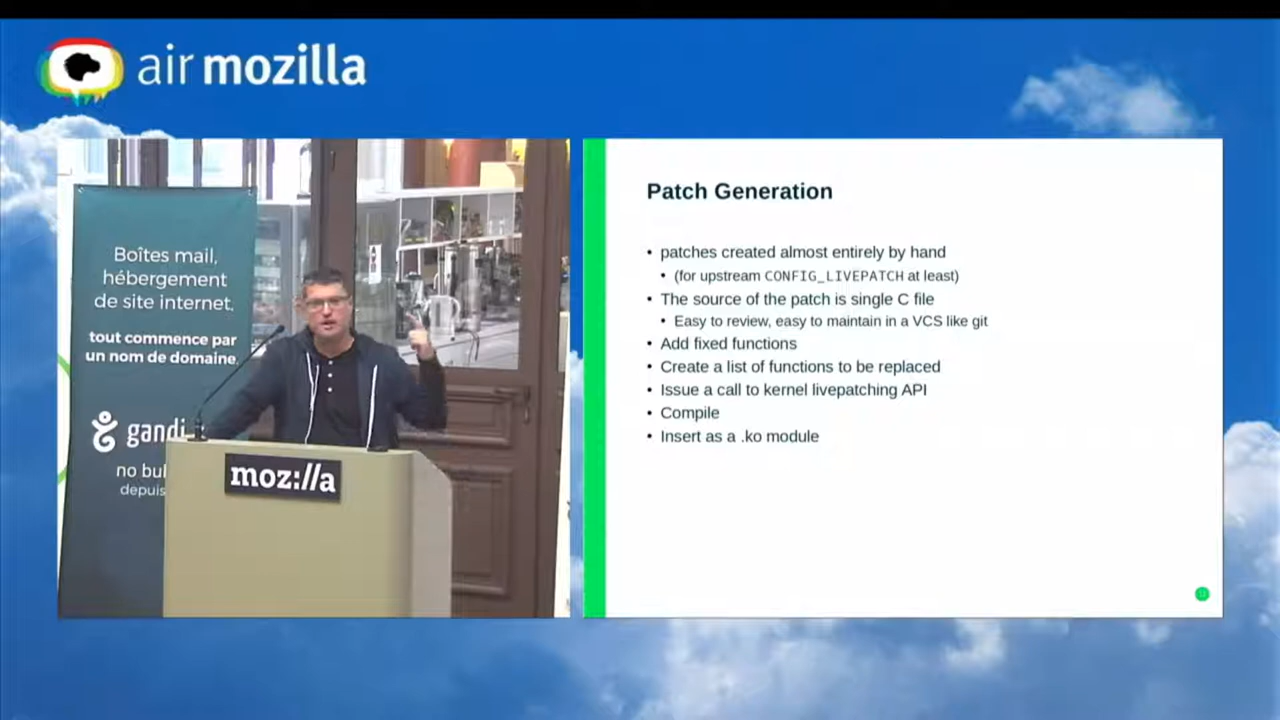 air mozilla
Boîtes mail,
hébergement
de site internet,
tout commence par
un nom de domaine.
gandi
no bul
depuis
moz://a
Patch Generation
• patches created almost entirely by hand
• (for upstream CONFIG_LIVEPATCH at least)
• The source of the patch is single C file
• Easy to review, easy to maintain in a VCS like git
• Add fixed functions
• Create a list of functions to be replaced
• Issue a call to kernel livepatching API
• Compile
• Insert as a .ko module